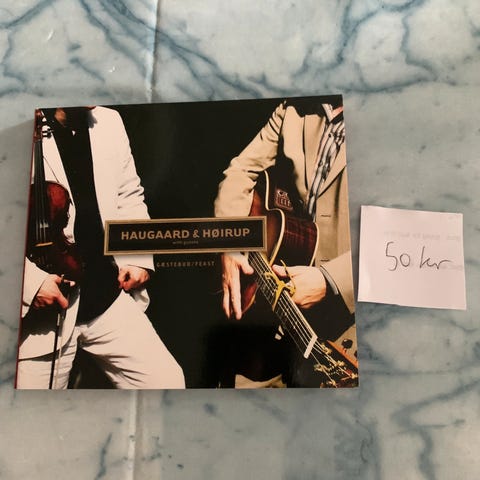 HAUGAARD & HØIRUP
with guests
GÆSTEBUD/FEAST
50 kr